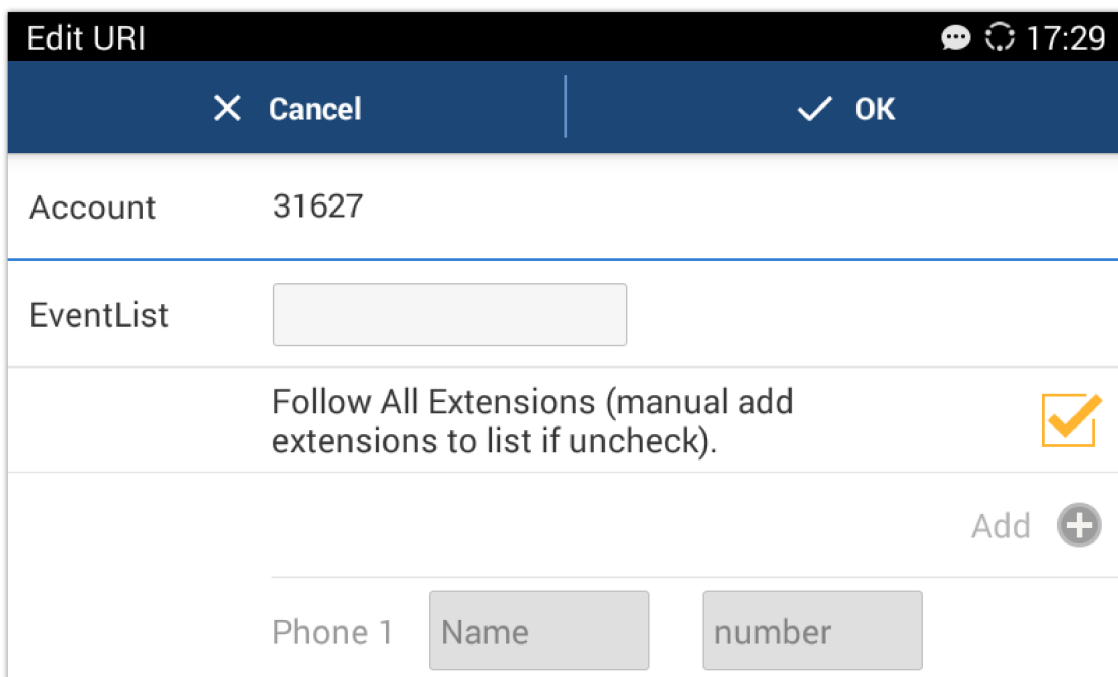 Edit URI 17:29
Cancel OK
Account 31627
EventList
Follow All Extensions (manual add
extensions to list if uncheck).
Add
Phone 1 Name number